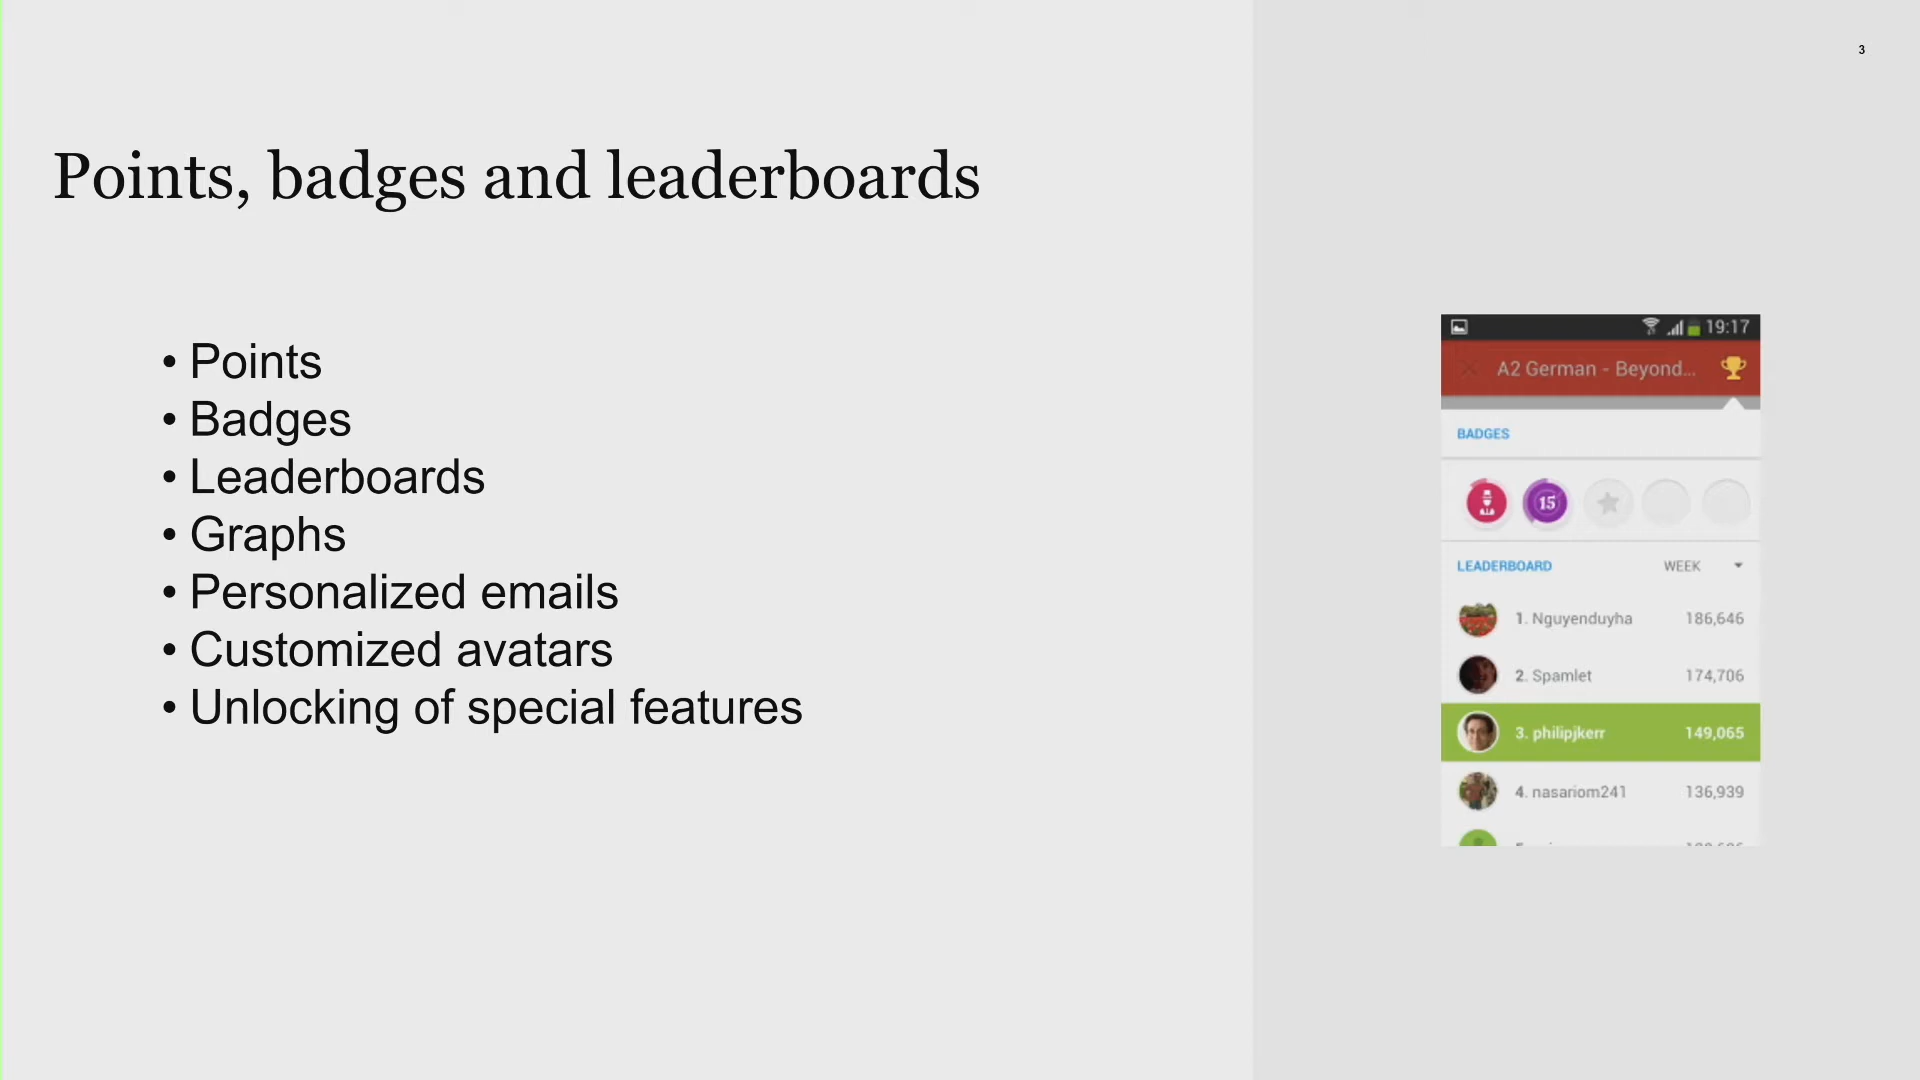 3
Points, badges and leaderboards
• Points
• Badges
• Leaderboards
• Graphs
• Personalized emails
• Customized avatars
• Unlocking of special features
19:17
A2 German - Beyond...
BADGES
15
LEADERBOARD WEEK
1. Nguyenduyha 186,646
2. Spamlet 174,706
3. philipjkerr 149,065
4. nasariom241 136,939